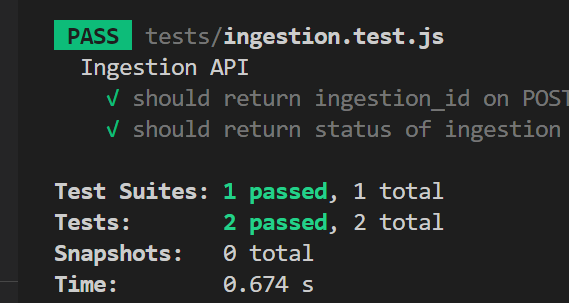 PASS tests/ingestion.test.js
Ingestion API
√ should return ingestion_id on POST
√ should return status of ingestion
Test Suites: 1 passed, 1 total
Tests: 2 passed, 2 total
Snapshots: 0 total
Time: 0.674 s